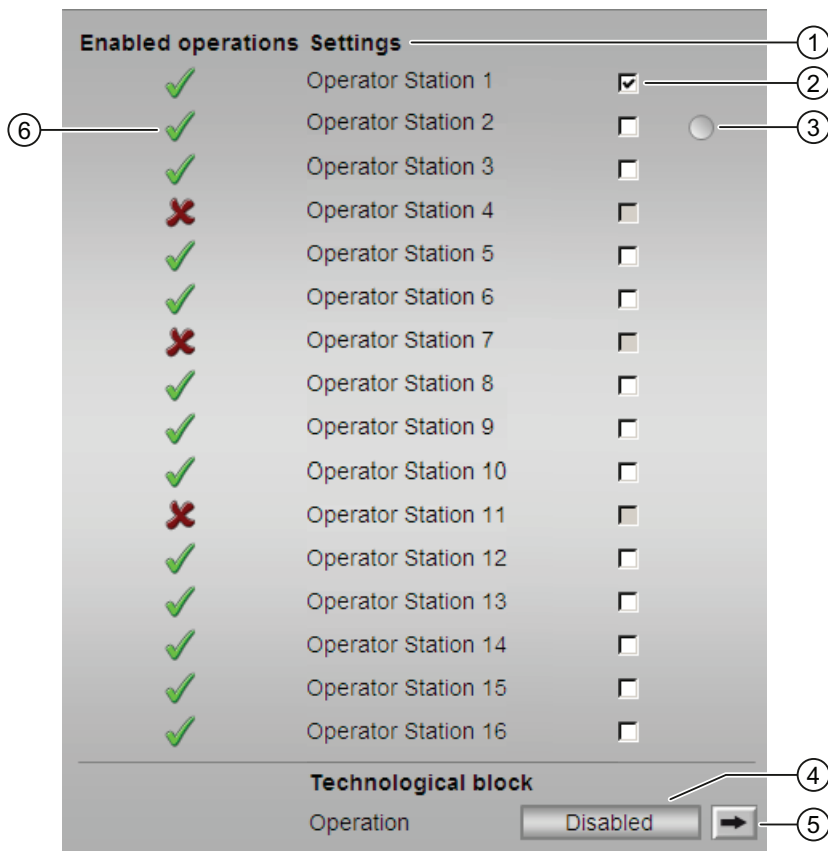 Enabled operations Settings 1
Operator Station 1 2
6 Operator Station 2 3
Operator Station 3
Operator Station 4
Operator Station 5
Operator Station 6
Operator Station 7
Operator Station 8
Operator Station 9
Operator Station 10
Operator Station 11
Operator Station 12
Operator Station 13
Operator Station 14
Operator Station 15
Operator Station 16
Technological block 4
Operation Disabled 5